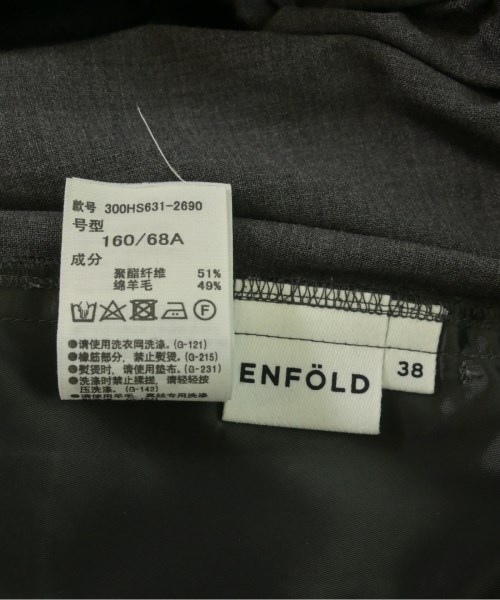 款号 300HS631-2690
号型
160/68A
成分
聚酯纤维 51%
绵羊毛 49%
F
●请使用洗衣网洗涤。(G-121)
●橡筋部分，禁止熨烫。(G-215)
●熨烫时，请使用垫布。(G-231)
●洗涤时禁止揉搓，请轻轻按
压洗涤。(G-142)
ENFÖLD
38